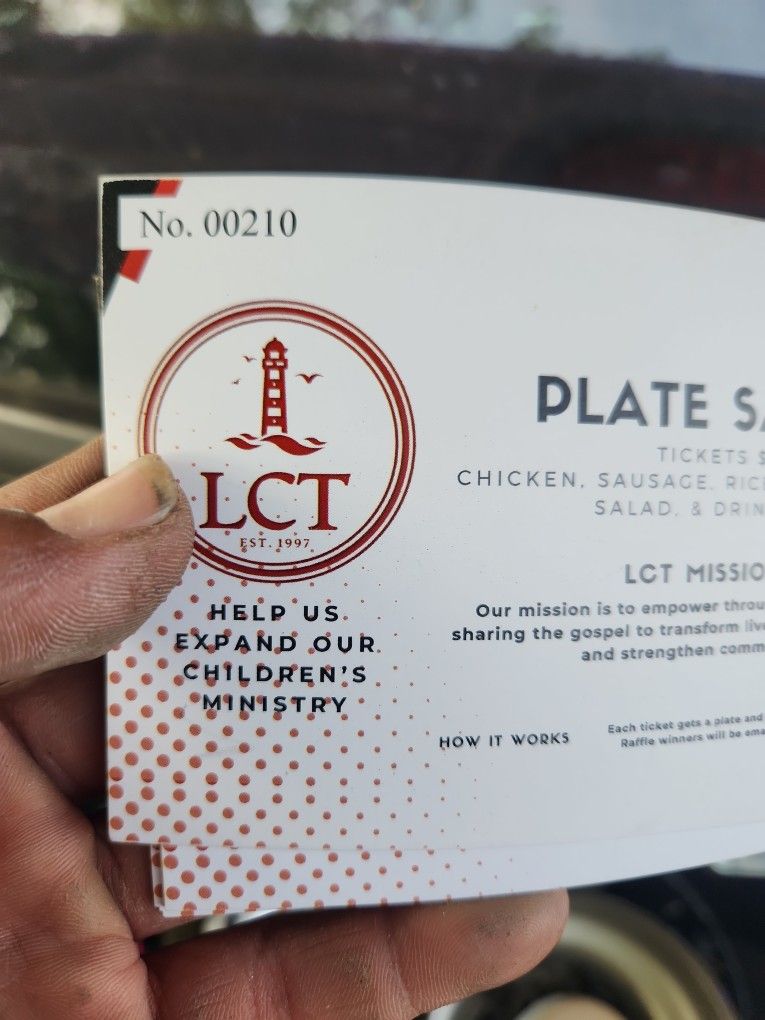 No. 00210
LCT
EST. 1997
HELP US
EXPAND OUR
CHILDREN'S
MINISTRY
PLATE
TICKETS $
CHICKEN, SAUSAGE,
SALAD, &
LCT
Our mission is to empower
sharing the gospel to transform
and strengthen
HOW IT WORKS
Each ticket gets a plate and
Raffle winners will be